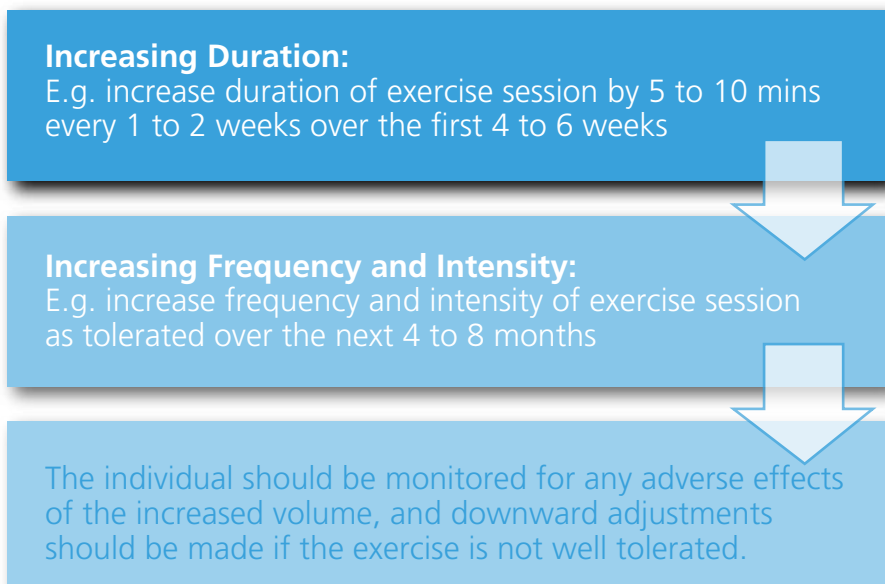 Increasing Duration:
E.g. increase duration of exercise session by 5 to 10 mins
every 1 to 2 weeks over the first 4 to 6 weeks
Increasing Frequency and Intensity:
E.g. increase frequency and intensity of exercise session
as tolerated over the next 4 to 8 months
The individual should be monitored for any adverse effects
of the increased volume, and downward adjustments
should be made if the exercise is not well tolerated.